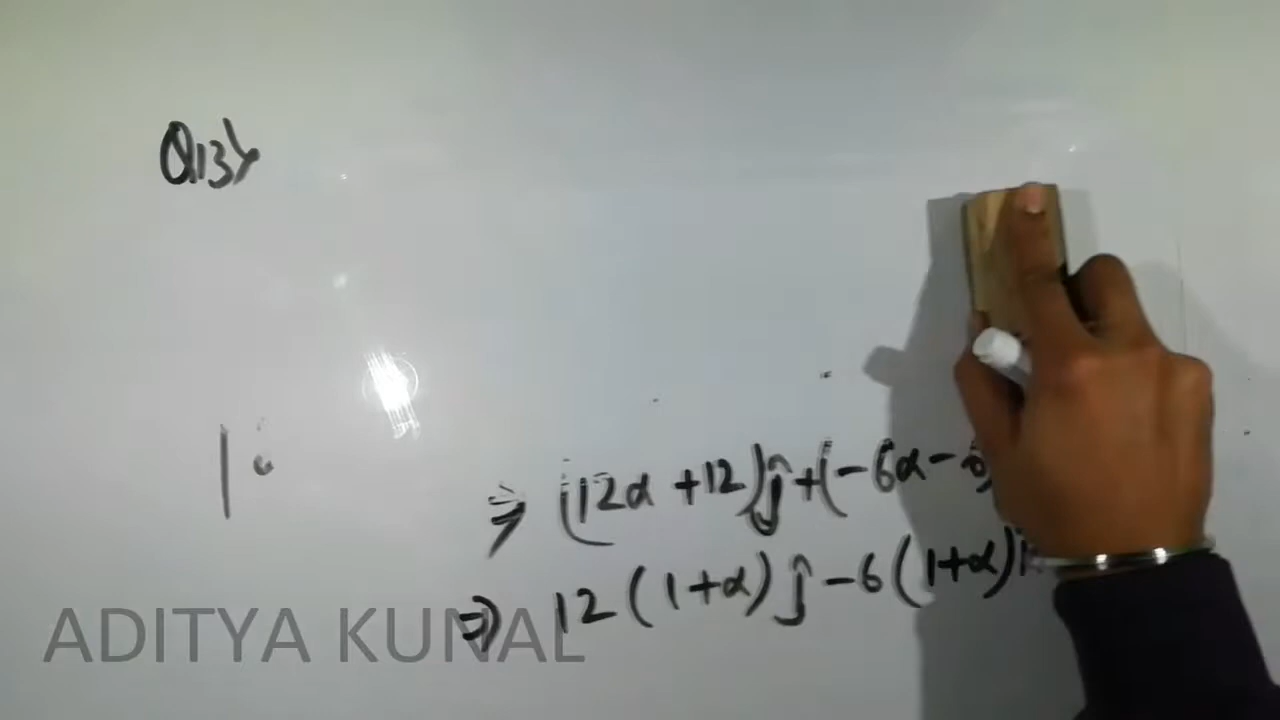 Q13)
⇒ (12α +12)ĵ+(-6α-
⇒ 12(1+α)ĵ-6(1+α)
ADITYA KUNAL